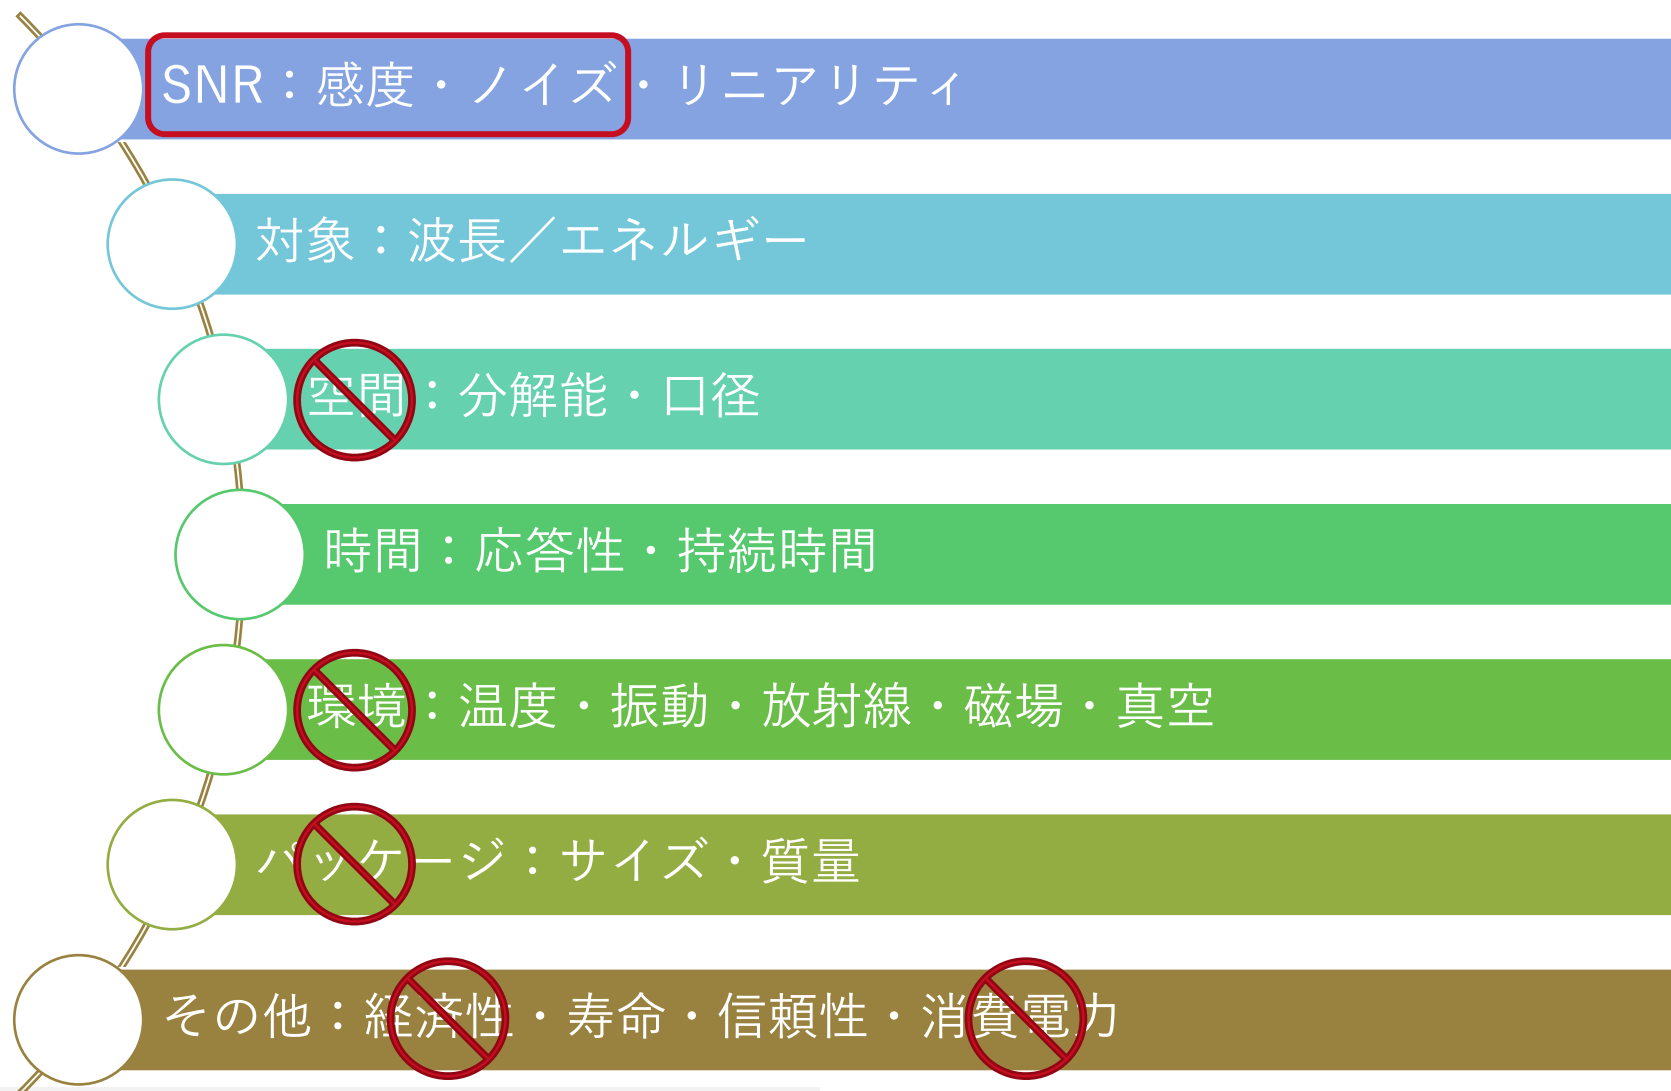 SNR：感度・ノイズ・リニアリティ
対象：波長／エネルギー
空間：分解能・口径
時間：応答性・持続時間
環境：温度・振動・放射線・磁場・真空
パッケージ：サイズ・質量
その他：経済性・寿命・信頼性・消費電力